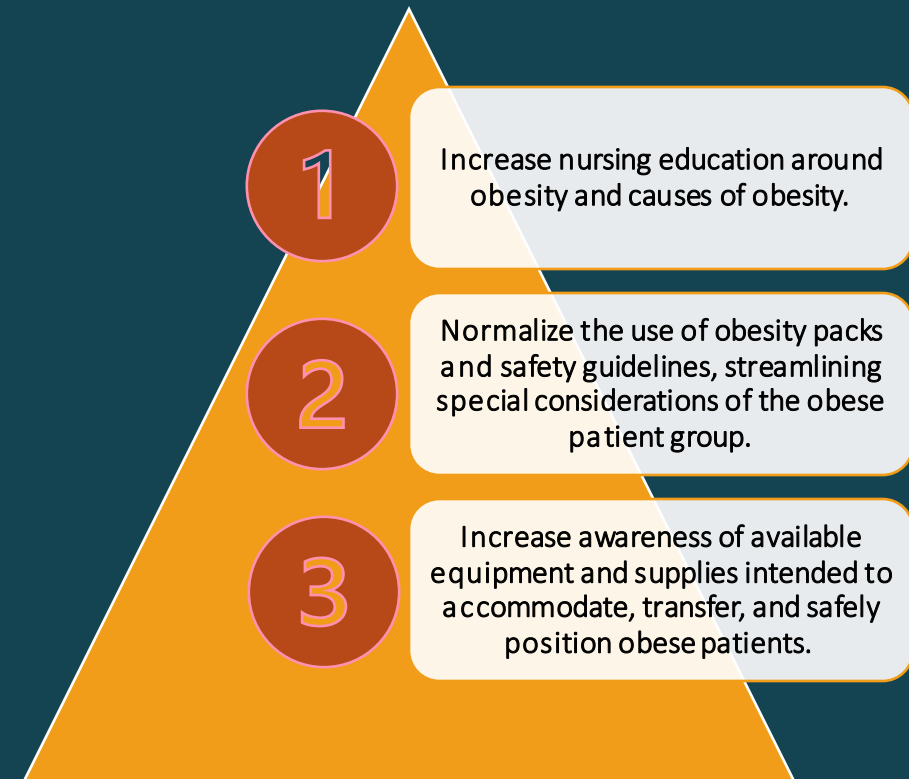 1
Increase nursing education around
obesity and causes of obesity.
2
Normalize the use of obesity packs
and safety guidelines, streamlining
special considerations of the obese
patient group.
3
Increase awareness of available
equipment and supplies intended to
accommodate, transfer, and safely
position obese patients.